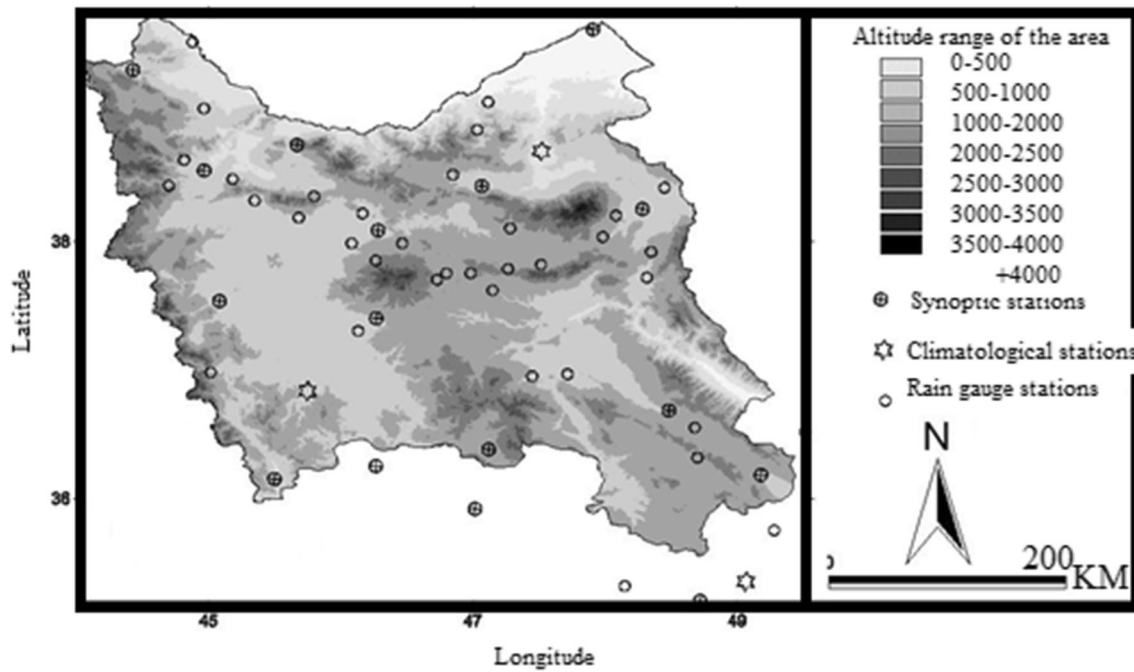 38
36
Latitude
45
47
49
Longitude
Altitude range of the area
0-500
500-1000
1000-2000
2000-2500
2500-3000
3000-3500
3500-4000
+4000
Synoptic stations
Climatological stations
Rain gauge stations
N
200
KM